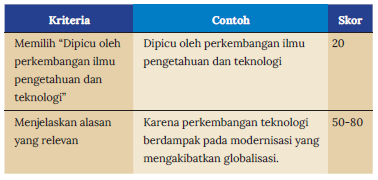 Kriteria
Contoh
Skor
Memilih “Dipicu oleh
perkembangan ilmu
pengetahuan dan
teknologi”
Dipicu oleh perkembangan ilmu
pengetahuan dan teknologi
20
Menjelaskan alasan
yang relevan
Karena perkembangan teknologi
berdampak pada modernisasi yang
mengakibatkan globalisasi.
50-80